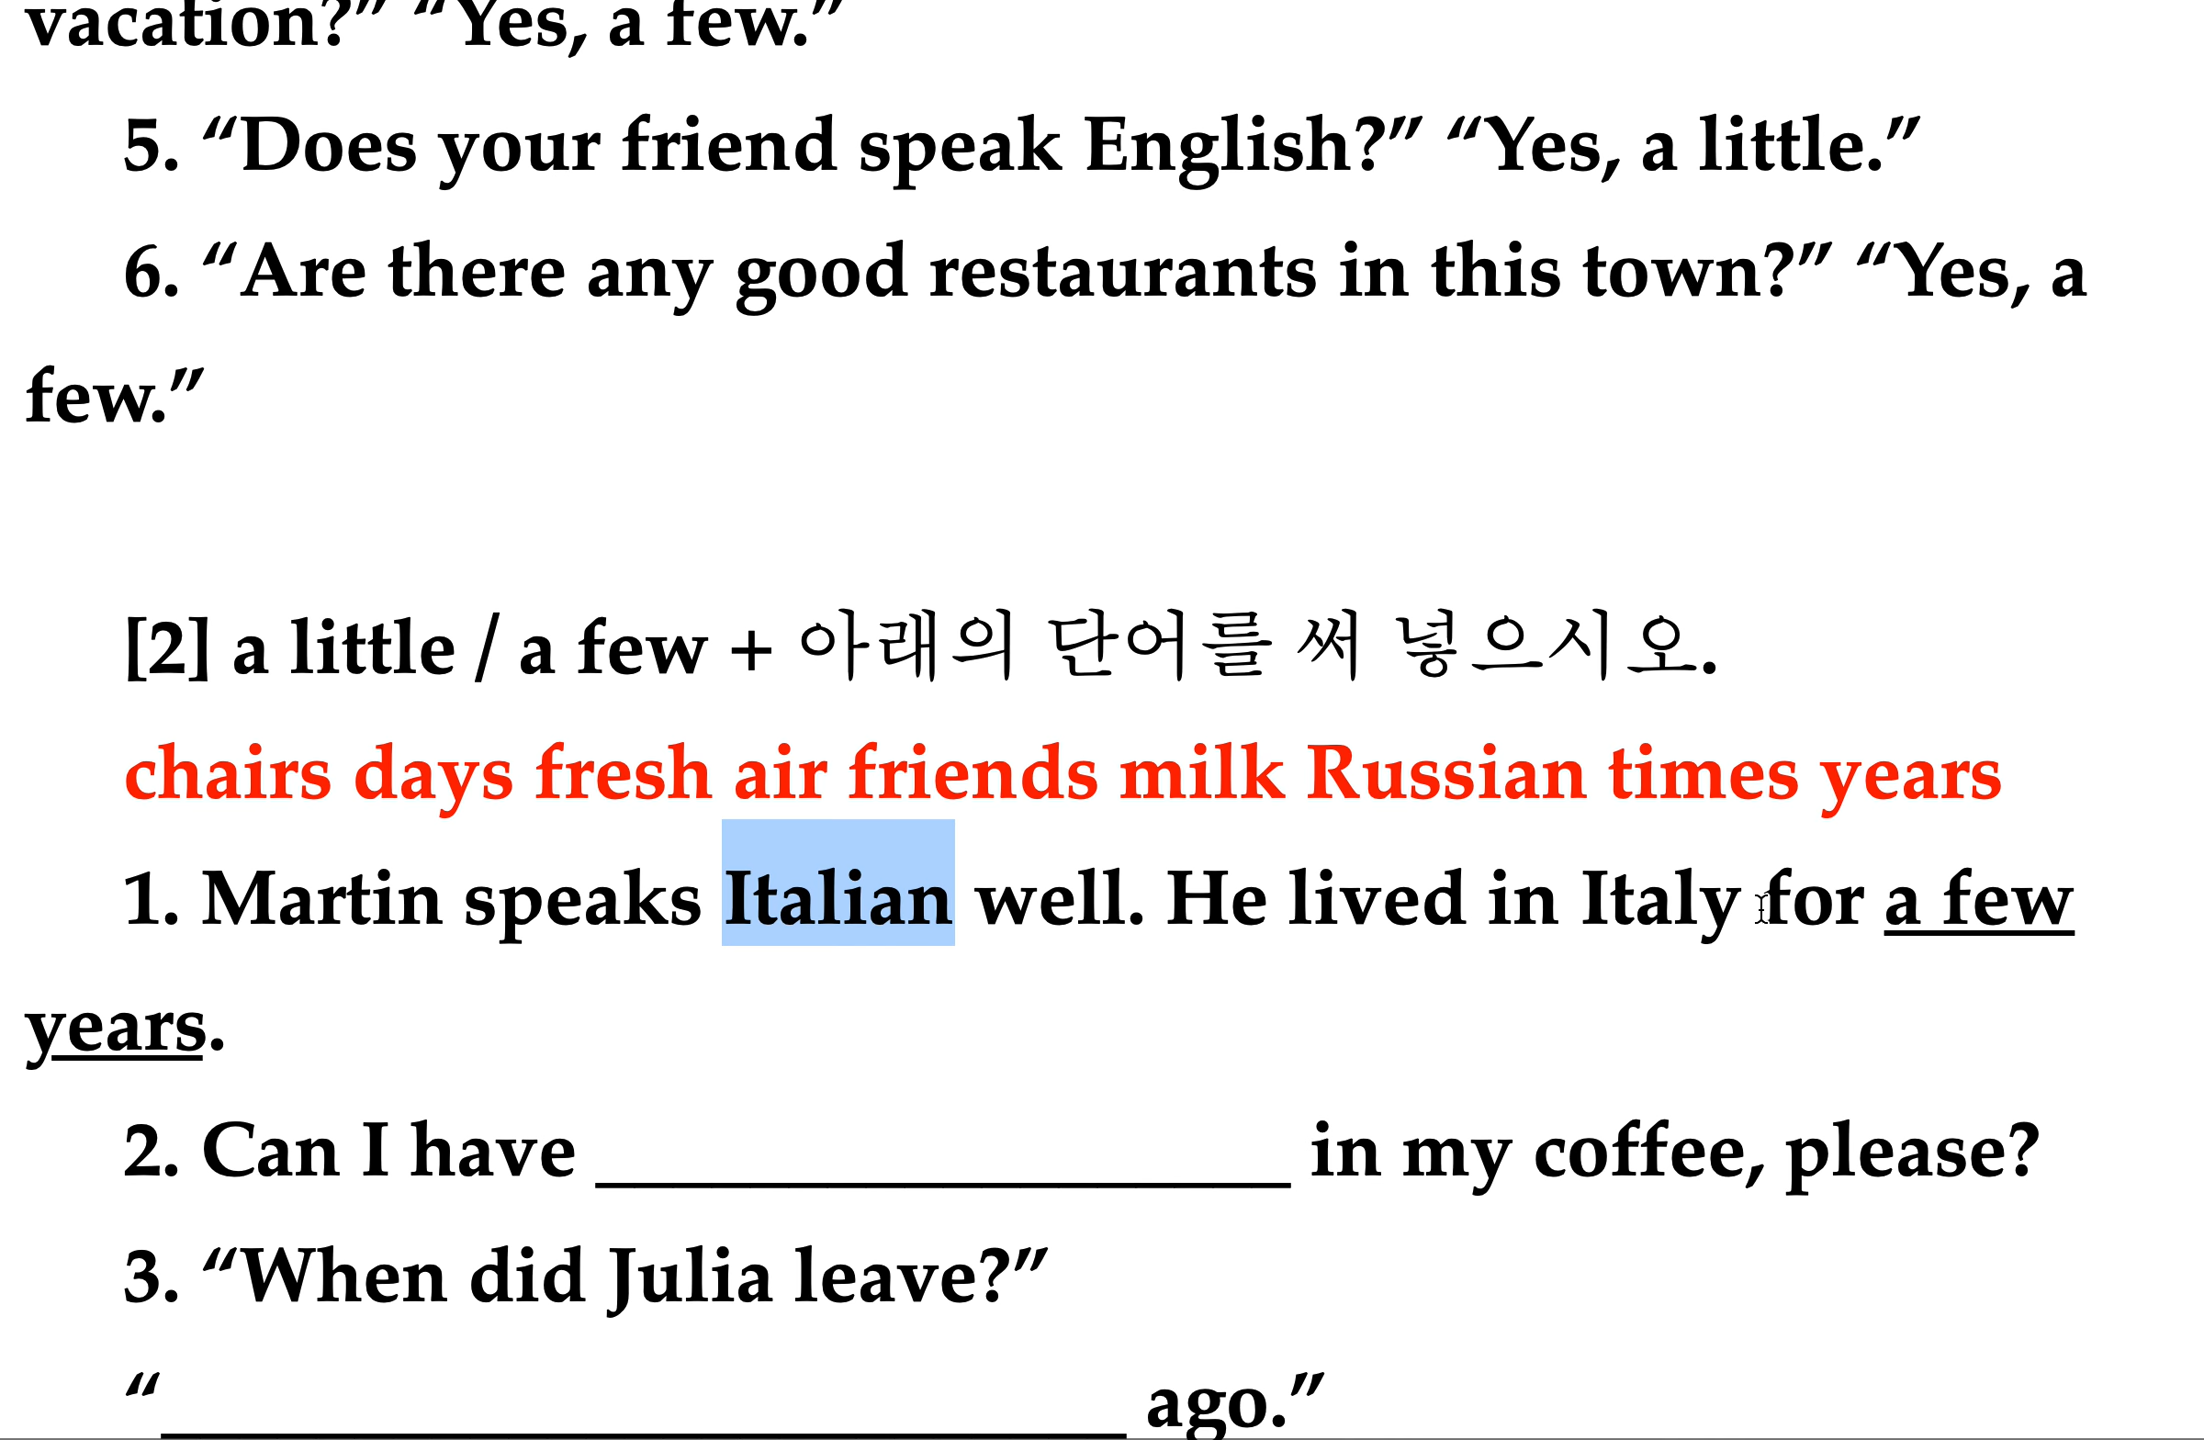 vacation?” “Yes, a few.”
5. “Does your friend speak English?” “Yes, a little.”
6. “Are there any good restaurants in this town?” “Yes, a
few.”
[2] a little / a few + 아래의 단어를 써 넣으시오.
chairs days fresh air friends milk Russian times years
1. Martin speaks Italian well. He lived in Italy for a few
years.
2. Can I have __________________ in my coffee, please?
3. “When did Julia leave?”
“_________________________ ago.”